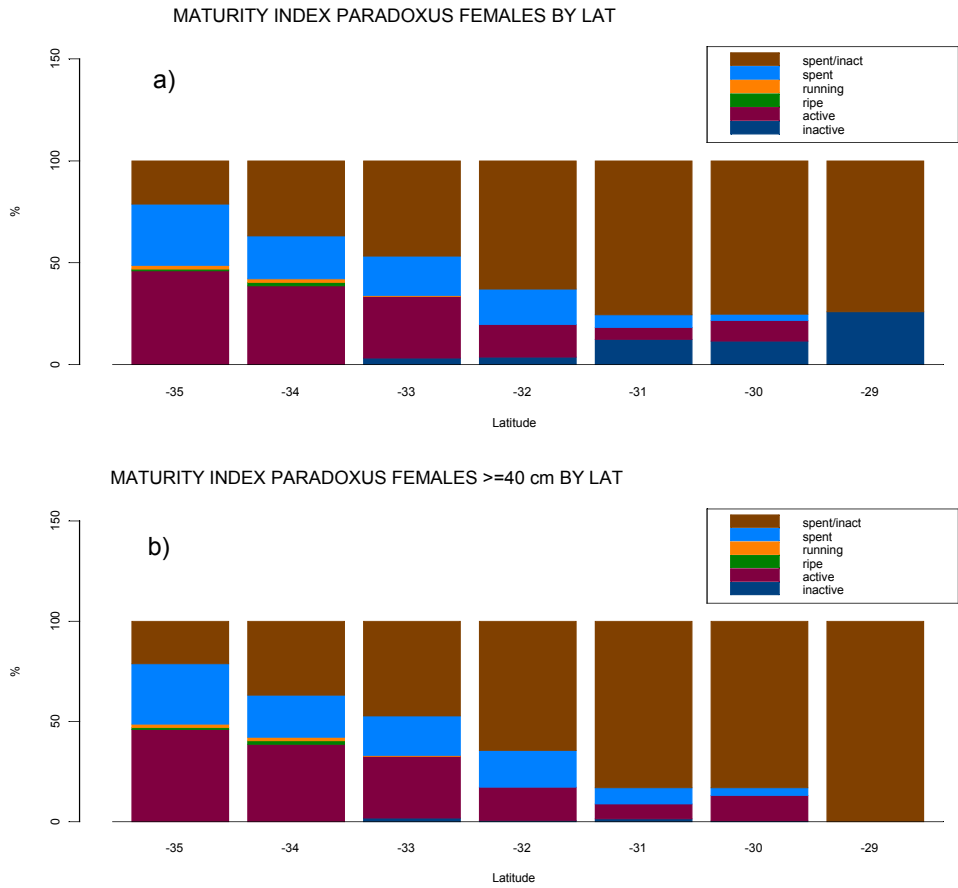 MATURITY INDEX PARADOXUS FEMALES BY LAT
a)
150
100
50
0
%
spent/inact
spent
running
ripe
active
inactive
-35 -34 -33 -32 -31 -30 -29
Latitude
MATURITY INDEX PARADOXUS FEMALES >=40 cm BY LAT
b)
150
100
50
0
%
spent/inact
spent
running
ripe
active
inactive
-35 -34 -33 -32 -31 -30 -29
Latitude